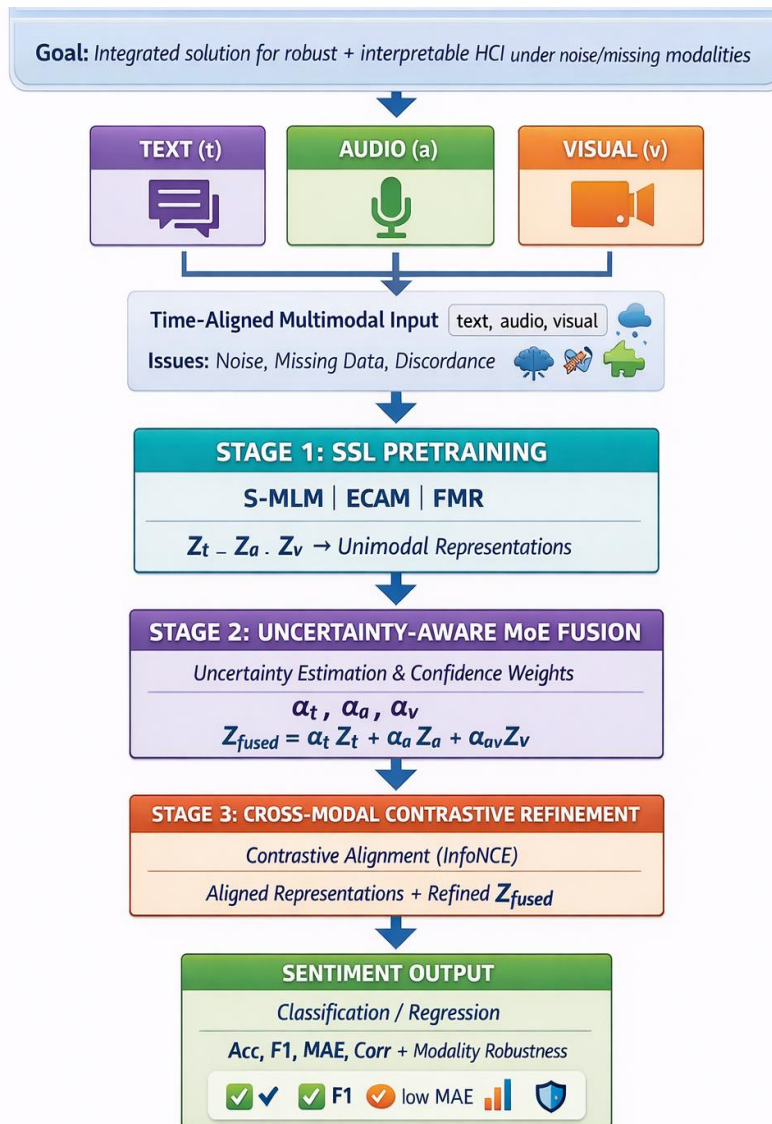 Goal: Integrated solution for robust + interpretable HCI under noise/missing modalities
TEXT (t)
AUDIO (a)
VISUAL (v)
Time-Aligned Multimodal Input text, audio, visual
Issues: Noise, Missing Data, Discordance
STAGE 1: SSL PRETRAINING
S-MLM | ECAM | FMR
Zt – Za . Zv → Unimodal Representations
STAGE 2: UNCERTAINTY-AWARE MoE FUSION
Uncertainty Estimation & Confidence Weights
αt , αa , αv
Zfused = αt Zt + αa Za + αav Zv
STAGE 3: CROSS-MODAL CONTRASTIVE REFINEMENT
Contrastive Alignment (InfoNCE)
Aligned Representations + Refined Zfused
SENTIMENT OUTPUT
Classification / Regression
Acc, F1, MAE, Corr + Modality Robustness
F1 low MAE